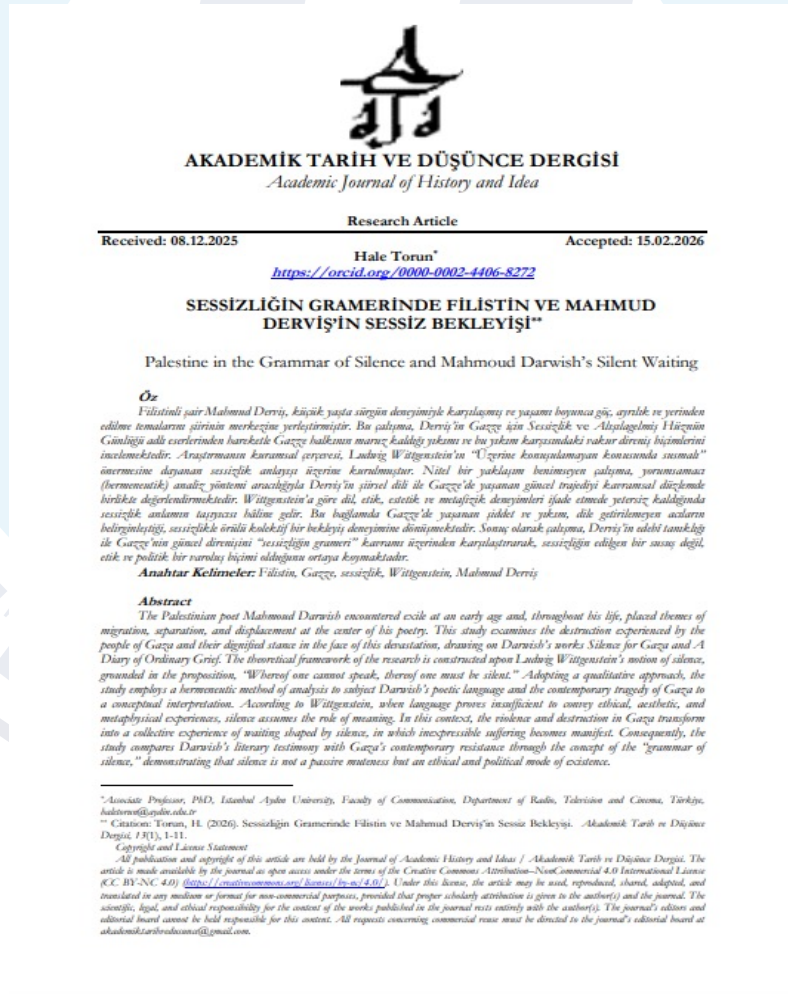 AKADEMİK TARİH VE DÜŞÜNCE DERGİSİ
Academic Journal of History and Idea
Research Article
Received: 08.12.2025 Accepted: 15.02.2026
Hale Torun*
https://orcid.org/0000-0002-4406-8272
SESSİZLİĞİN GRAMERİNDE FİLİSTİN VE MAHMUD
DERVİŞ'İN SESSİZ BEKLEYİŞİ**
Palestine in the Grammar of Silence and Mahmoud Darwish's Silent Waiting
Öz
Filistinli şair Mahmud Derviş, küçük yaşta sürgün deneyimiyle karşılaşmış ve yaşamı boyunca göç, ayrılık ve yerinden
edilme temalarını şiirinin merkezine yerleştirmiştir. Bu çalışma, Derviş'in Gazze için Sessizlik ve Alışılagelmiş Hüznün
Günlüğü adlı eserlerinden hareketle Gazze halkının maruz kaldığı yıkımı ve bu yıkım karşısındaki vakur direniş biçimlerini
incelemektedir. Araştırmanın kuramsal çerçevesi, Ludwig Wittgenstein'ın "Üzerine konuşulamayan konusunda susmalı"
önermesine dayanan sessizlik anlayışı üzerine kurulmuştur. Nitel bir yaklaşım benimseyen çalışma, yorumsamacı
(hermeneutik) analiz yöntemi aracılığıyla Derviş'in şiirsel dili ile Gazze'de yaşanan güncel trajediyi kavramsal düzlemde
birlikte değerlendirmektedir. Wittgenstein'a göre dil, etik, estetik ve metafizik deneyimleri ifade etmede yetersiz kaldığında
sessizlik anlamın taşıyıcısı hâline gelir. Bu bağlamda Gazze'de yaşanan şiddet ve yıkım, dile getirilemeyen acıların
belirginleştiği, sessizlikle örülü kolektif bir bekleyiş deneyimine dönüşmektedir. Sonuç olarak çalışma, Derviş'in edebî tanıklığı
ile Gazze'nin güncel direnişini "sessizliğin grameri" kavramı üzerinden karşılaştırarak, sessizliğin edilgen bir susuş değil,
etik ve politik bir varoluş biçimi olduğunu ortaya koymaktadır.
Anahtar Kelimeler: Filistin, Gazze, sessizlik, Wittgenstein, Mahmud Derviş
Abstract
The Palestinian poet Mahmoud Darwish encountered exile at an early age and, throughout his life, placed themes of
migration, separation, and displacement at the center of his poetry. This study examines the destruction experienced by the
people of Gaza and their dignified stance in the face of this devastation, drawing on Darwish's works Silence for Gaza and A
Diary of Ordinary Grief. The theoretical framework of the research is constructed upon Ludwig Wittgenstein's notion of silence,
grounded in the proposition, "Whereof one cannot speak, thereof one must be silent." Adopting a qualitative approach, the
study employs a hermeneutic method of analysis to subject Darwish's poetic language and the contemporary tragedy of Gaza to
a conceptual interpretation. According to Wittgenstein, when language proves insufficient to convey ethical, aesthetic, and
metaphysical experiences, silence assumes the role of meaning. In this context, the violence and destruction in Gaza transform
into a collective experience of waiting shaped by silence, in which inexpressible suffering becomes manifest. Consequently, the
study compares Darwish's literary testimony with Gaza's contemporary resistance through the concept of the "grammar of
silence," demonstrating that silence is not a passive muteness but an ethical and political mode of existence.
*Associate Professor, PhD, Istanbul Aydın University, Faculty of Communication, Department of Radio, Television and Cinema, Türkiye,
haletorun@aydin.edu.tr
** Citation: Torun, H. (2026). Sessizliğin Gramerinde Filistin ve Mahmud Derviş'in Sessiz Bekleyişi. Akademik Tarih ve Düşünce
Dergisi, 13(1), 1-11.
Copyright and License Statement
All publication and copyright of this article are held by the Journal of Academic History and Ideas / Akademik Tarih ve Düşünce Dergisi. The
article is made available by the journal as open access under the terms of the Creative Commons Attribution–NonCommercial 4.0 International License
(CC BY-NC 4.0) (https://creativecommons.org/licenses/by-nc/4.0/). Under this license, the article may be used, reproduced, shared, adapted, and
translated in any medium or format for non-commercial purposes, provided that proper scholarly attribution is given to the author(s) and the journal. The
scientific, legal, and ethical responsibility for the content of the works published in the journal rests entirely with the author(s). The journal's editors and
editorial board cannot be held responsible for this content. All requests concerning commercial reuse must be directed to the journal's editorial board at
akademiktarihvedusunce@gmail.com.